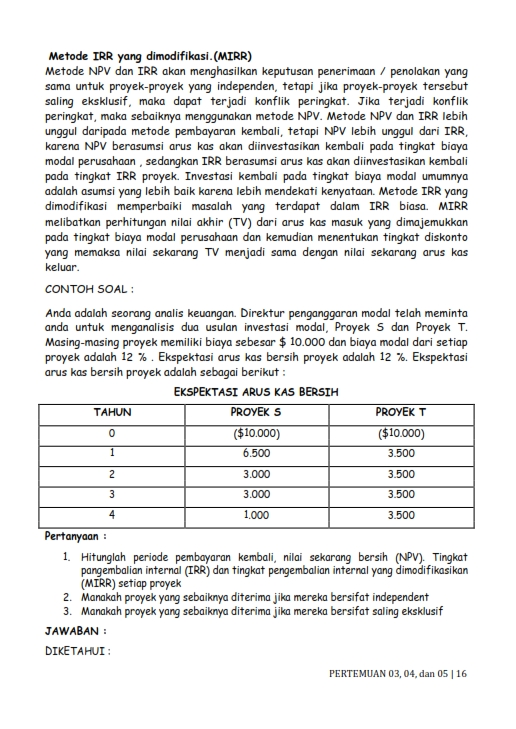 Metode IRR yang dimodifikasi.(MIRR)
Metode NPV dan IRR akan menghasilkan keputusan penerimaan / penolakan yang
sama untuk proyek-proyek yang independen, tetapi jika proyek-proyek tersebut
saling eksklusif, maka dapat terjadi konflik peringkat. Jika terjadi konflik
peringkat, maka sebaiknya menggunakan metode NPV. Metode NPV dan IRR lebih
unggul daripada metode pembayaran kembali, tetapi NPV lebih unggul dari IRR,
karena NPV berasumsi arus kas akan diinvestasikan kembali pada tingkat biaya
modal perusahaan , sedangkan IRR berasumsi arus kas akan diinvestasikan kembali
pada tingkat IRR proyek. Investasi kembali pada tingkat biaya modal umumnya
adalah asumsi yang lebih baik karena lebih mendekati kenyataan. Metode IRR yang
dimodifikasi memperbaiki masalah yang terdapat dalam IRR biasa. MIRR
melibatkan perhitungan nilai akhir (TV) dari arus kas masuk yang dimajemukkan
pada tingkat biaya modal perusahaan dan kemudian menentukan tingkat diskonto
yang memaksa nilai sekarang TV menjadi sama dengan nilai sekarang arus kas
keluar.
CONTOH SOAL :
Anda adalah seorang analis keuangan. Direktur penganggaran modal telah meminta
anda untuk menganalisis dua usulan investasi modal, Proyek S dan Proyek T.
Masing-masing proyek memiliki biaya sebesar $ 10.000 dan biaya modal dari setiap
proyek adalah 12 % . Ekspektasi arus kas bersih proyek adalah 12 %. Ekspektasi
arus kas bersih proyek adalah sebagai berikut :
EKSPEKTASI ARUS KAS BERSIH
TAHUN PROYEK S PROYEK T
0 ($10.000) ($10.000)
1 6.500 3.500
2 3.000 3.500
3 3.000 3.500
4 1.000 3.500
Pertanyaan :
1. Hitunglah periode pembayaran kembali, nilai sekarang bersih (NPV). Tingkat
pangembalian internal (IRR) dan tingkat pengembalian internal yang dimodifikasikan
(MIRR) setiap proyek
2. Manakah proyek yang sebaiknya diterima jika mereka bersifat independent
3. Manakah proyek yang sebaiknya diterima jika mereka bersifat saling eksklusif
JAWABAN :
DIKETAHUI :
PERTEMUAN 03, 04, dan 05 | 16